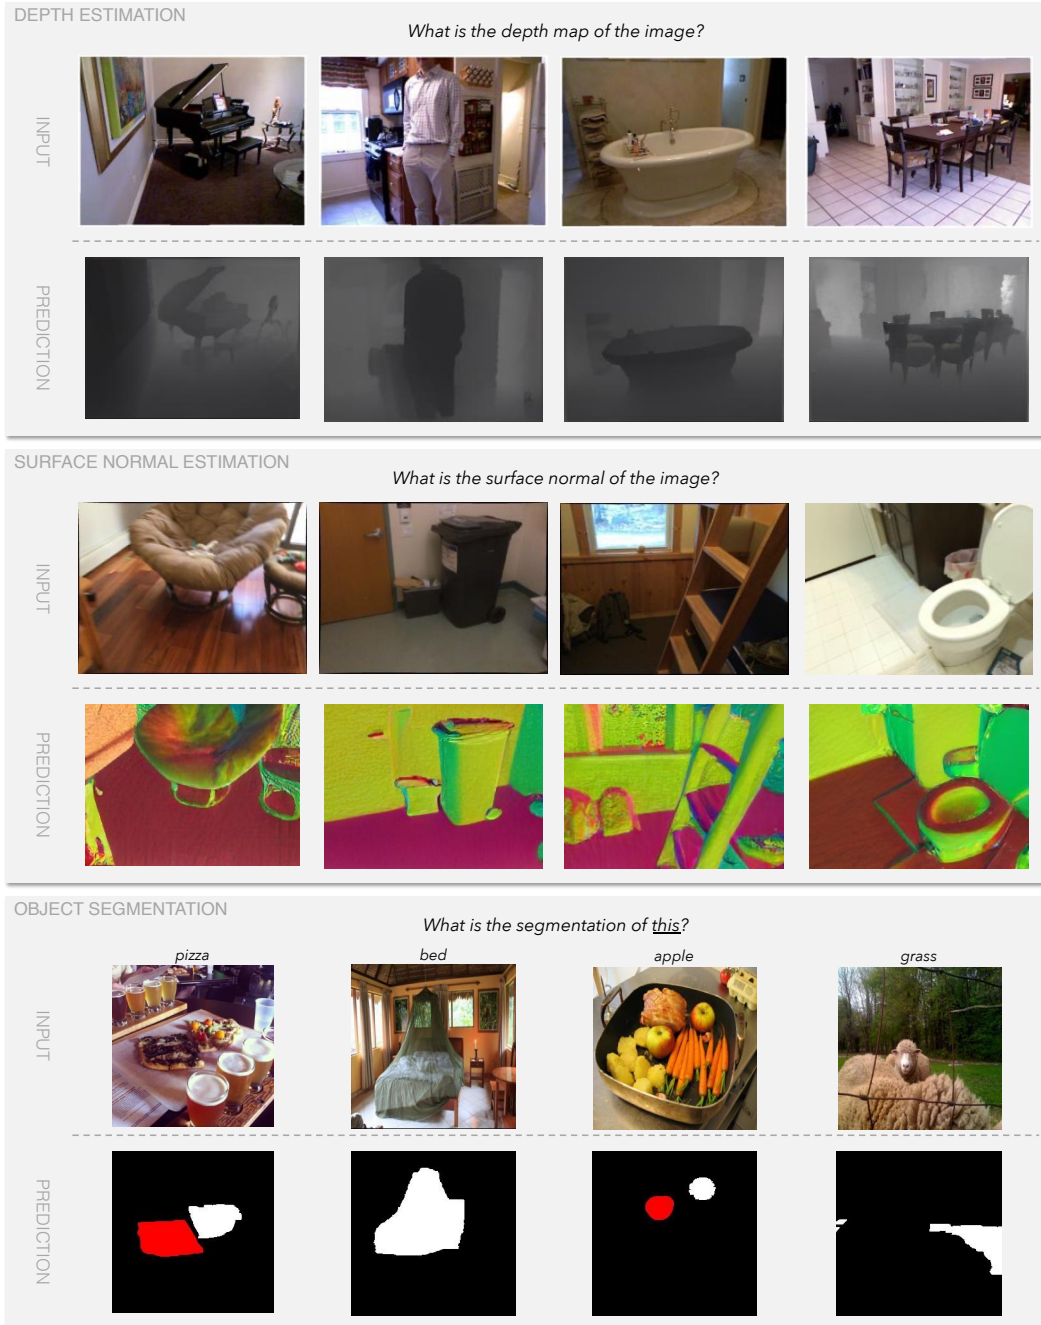 DEPTH ESTIMATION
What is the depth map of the image?
INPUT
PREDICTION
SURFACE NORMAL ESTIMATION
What is the surface normal of the image?
INPUT
PREDICTION
OBJECT SEGMENTATION
What is the segmentation of this?
pizza bed apple grass
INPUT
PREDICTION